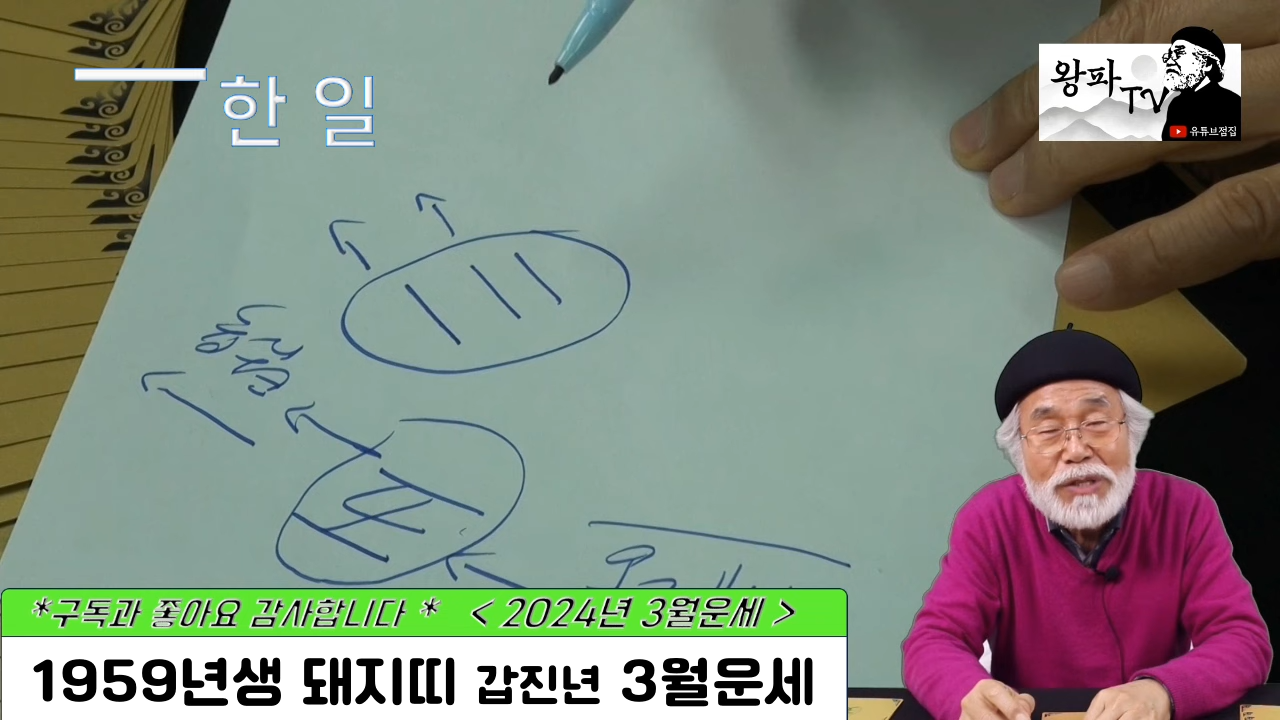 한 일
왕파
TV
유튜브점집
*구독과 좋아요 감사합니다 * < 2024년 3월운세 >
1959년생 돼지띠 갑진년 3월운세